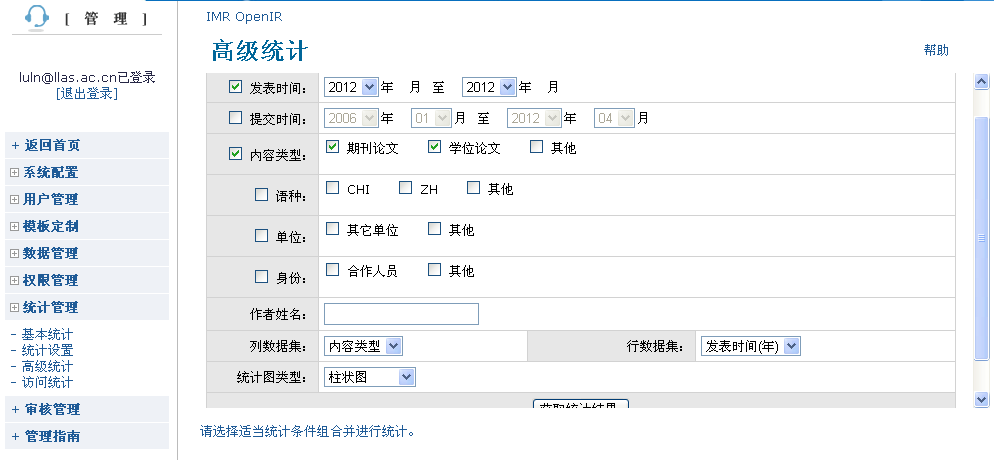 [ 管 理 ]
luln@llas.ac.cn已登录
[退出登录]
+ 返回首页
系统配置
用户管理
模板定制
数据管理
权限管理
统计管理
- 基本统计
- 统计设置
- 高级统计
- 访问统计
+ 审核管理
+ 管理指南
IMR OpenIR
高级统计
帮助
发表时间: 2012 年 月 至 2012 年 月
提交时间: 2006 年 01 月 至 2012 年 04 月
内容类型: 期刊论文 学位论文 其他
语种: CHI ZH 其他
单位: 其它单位 其他
身份: 合作人员 其他
作者姓名:
列数据集: 内容类型 行数据集: 发表时间(年)
统计图类型: 柱状图
获取统计结果
请选择适当统计条件组合并进行统计。